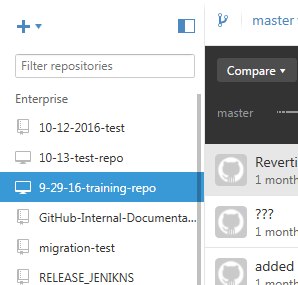 master
Filter repositories
Compare
Enterprise
master
10-12-2016-test
10-13-test-repo
Reverti
1 month
9-29-16-training-repo
GitHub-Internal-Documenta...
???
1 month
migration-test
added
RELEASE_JENIKNS
1 month